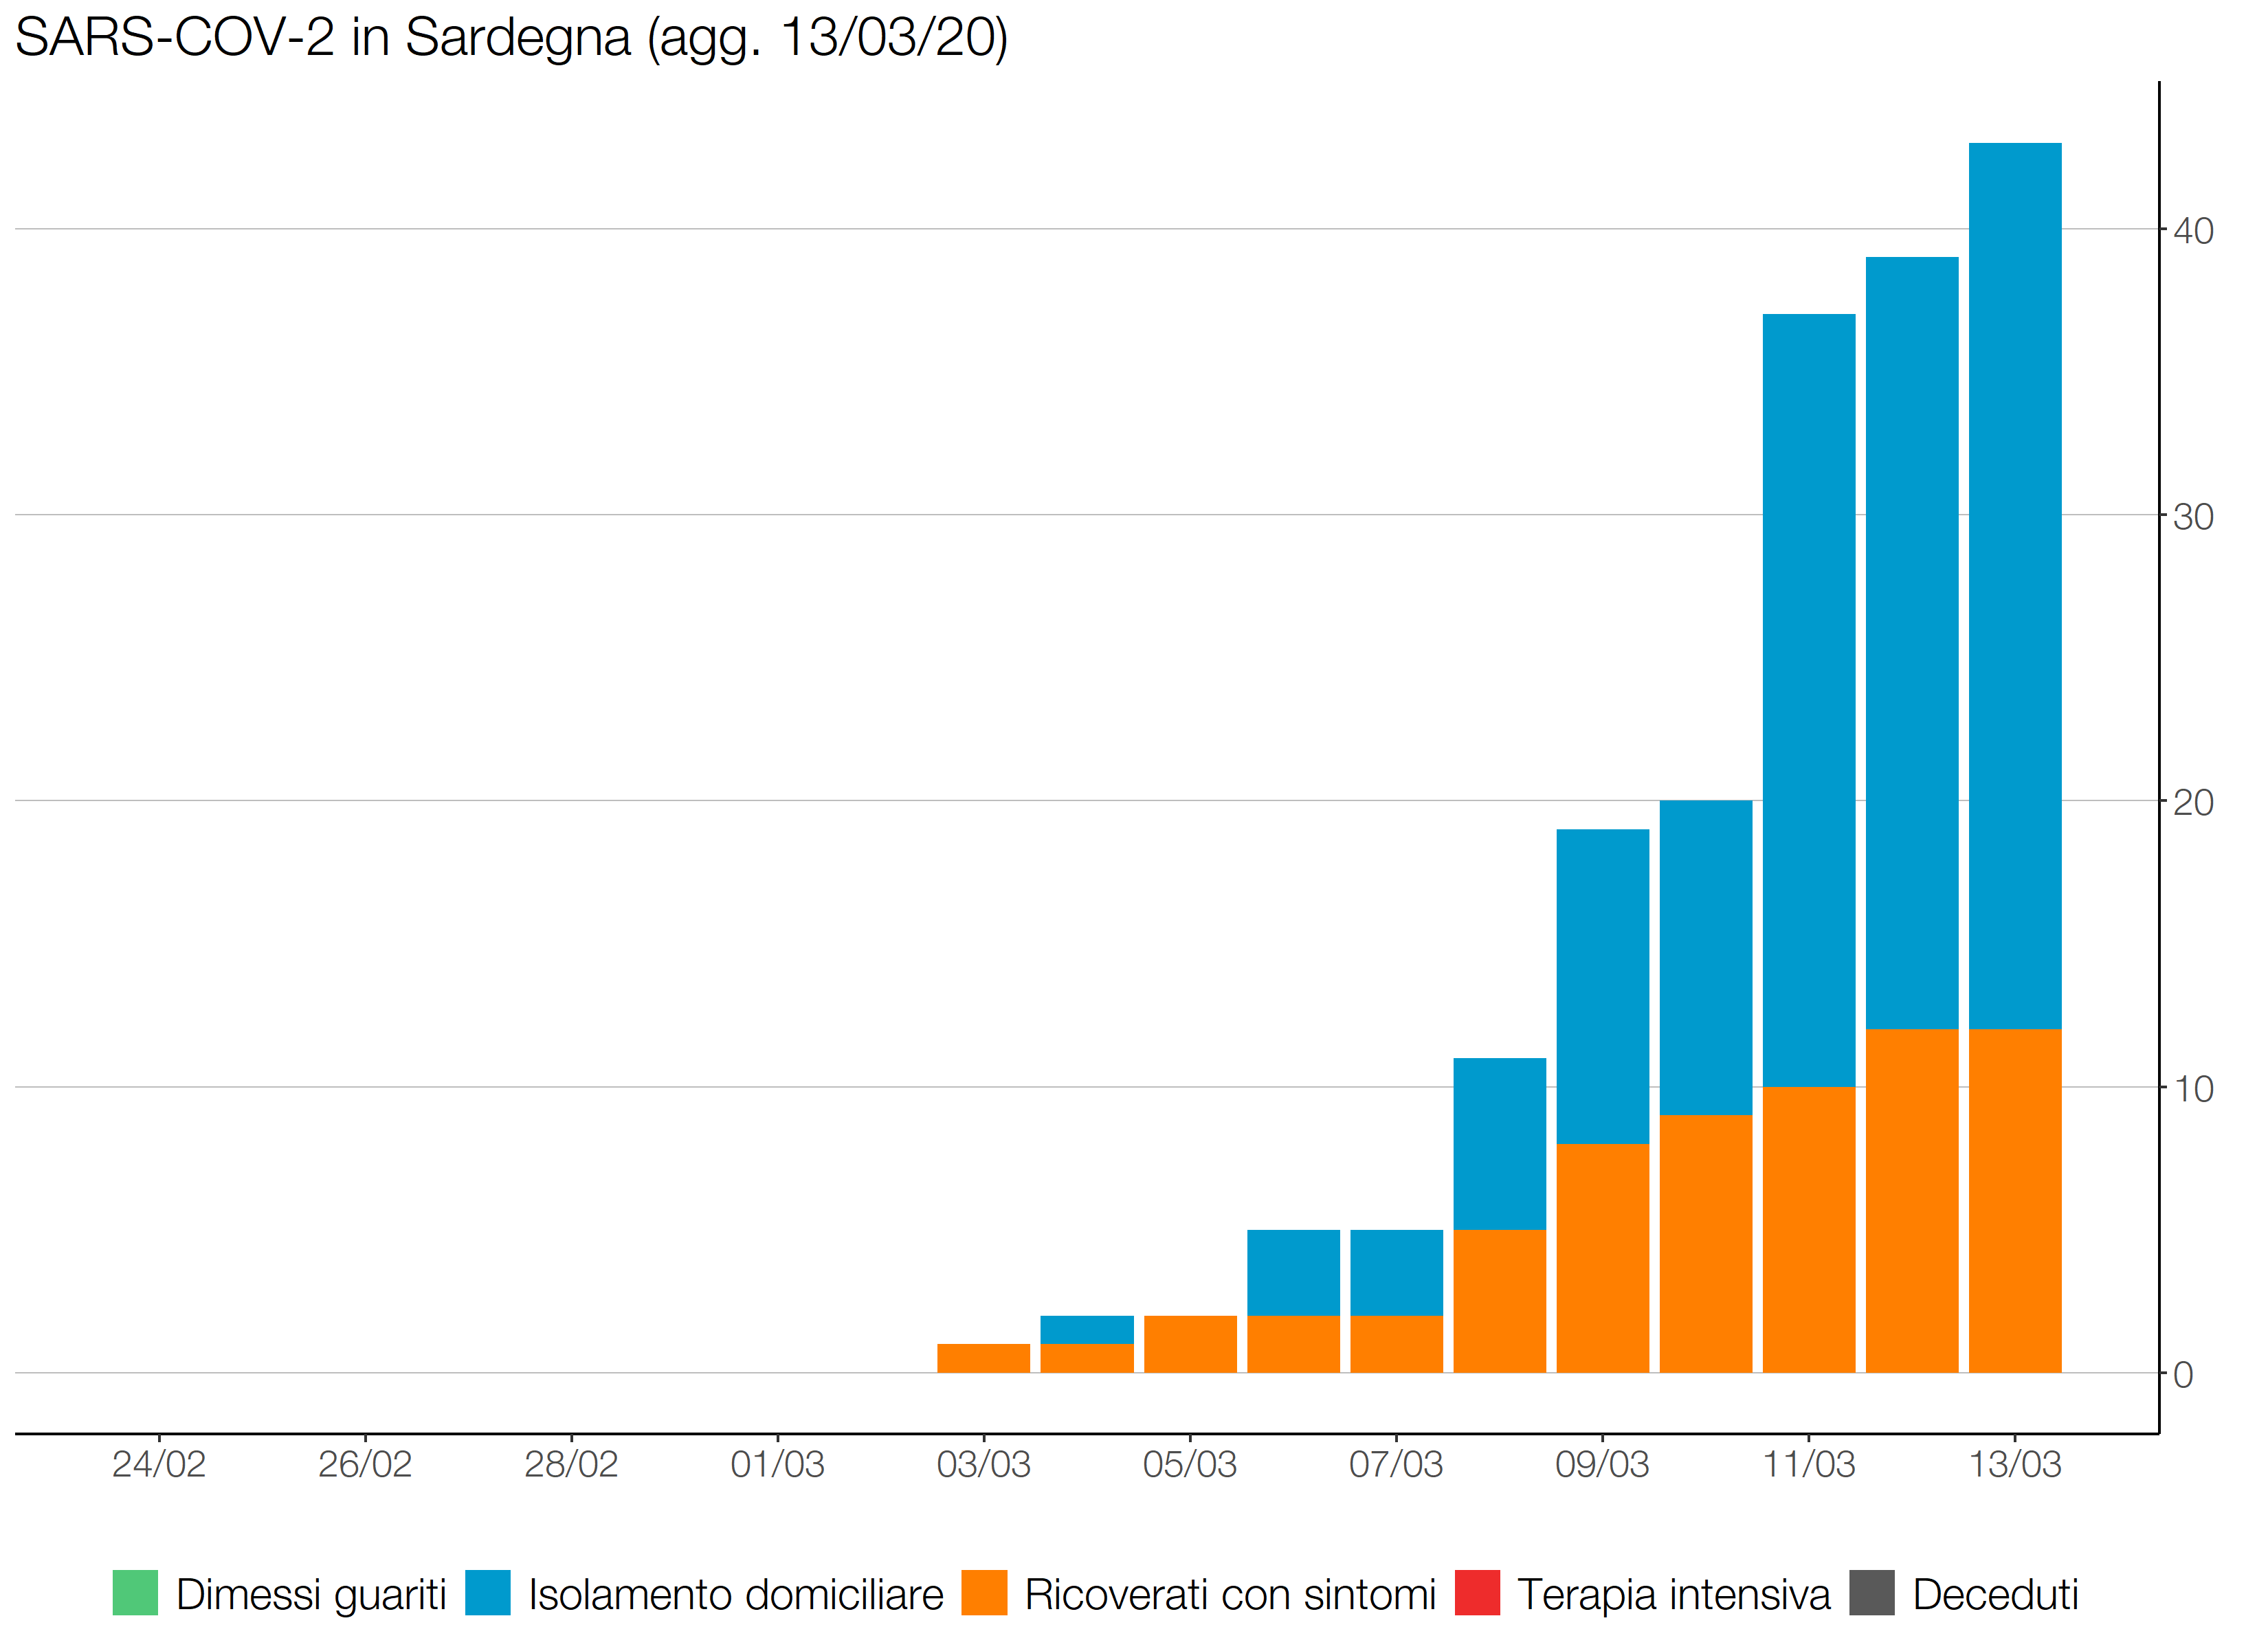 SARS-COV-2 in Sardegna (agg. 13/03/20)
40
30
20
10
0
24/02 26/02 28/02 01/03 03/03 05/03 07/03 09/03 11/03 13/03
Dimessi guariti Isolamento domiciliare Ricoverati con sintomi Terapia intensiva Deceduti